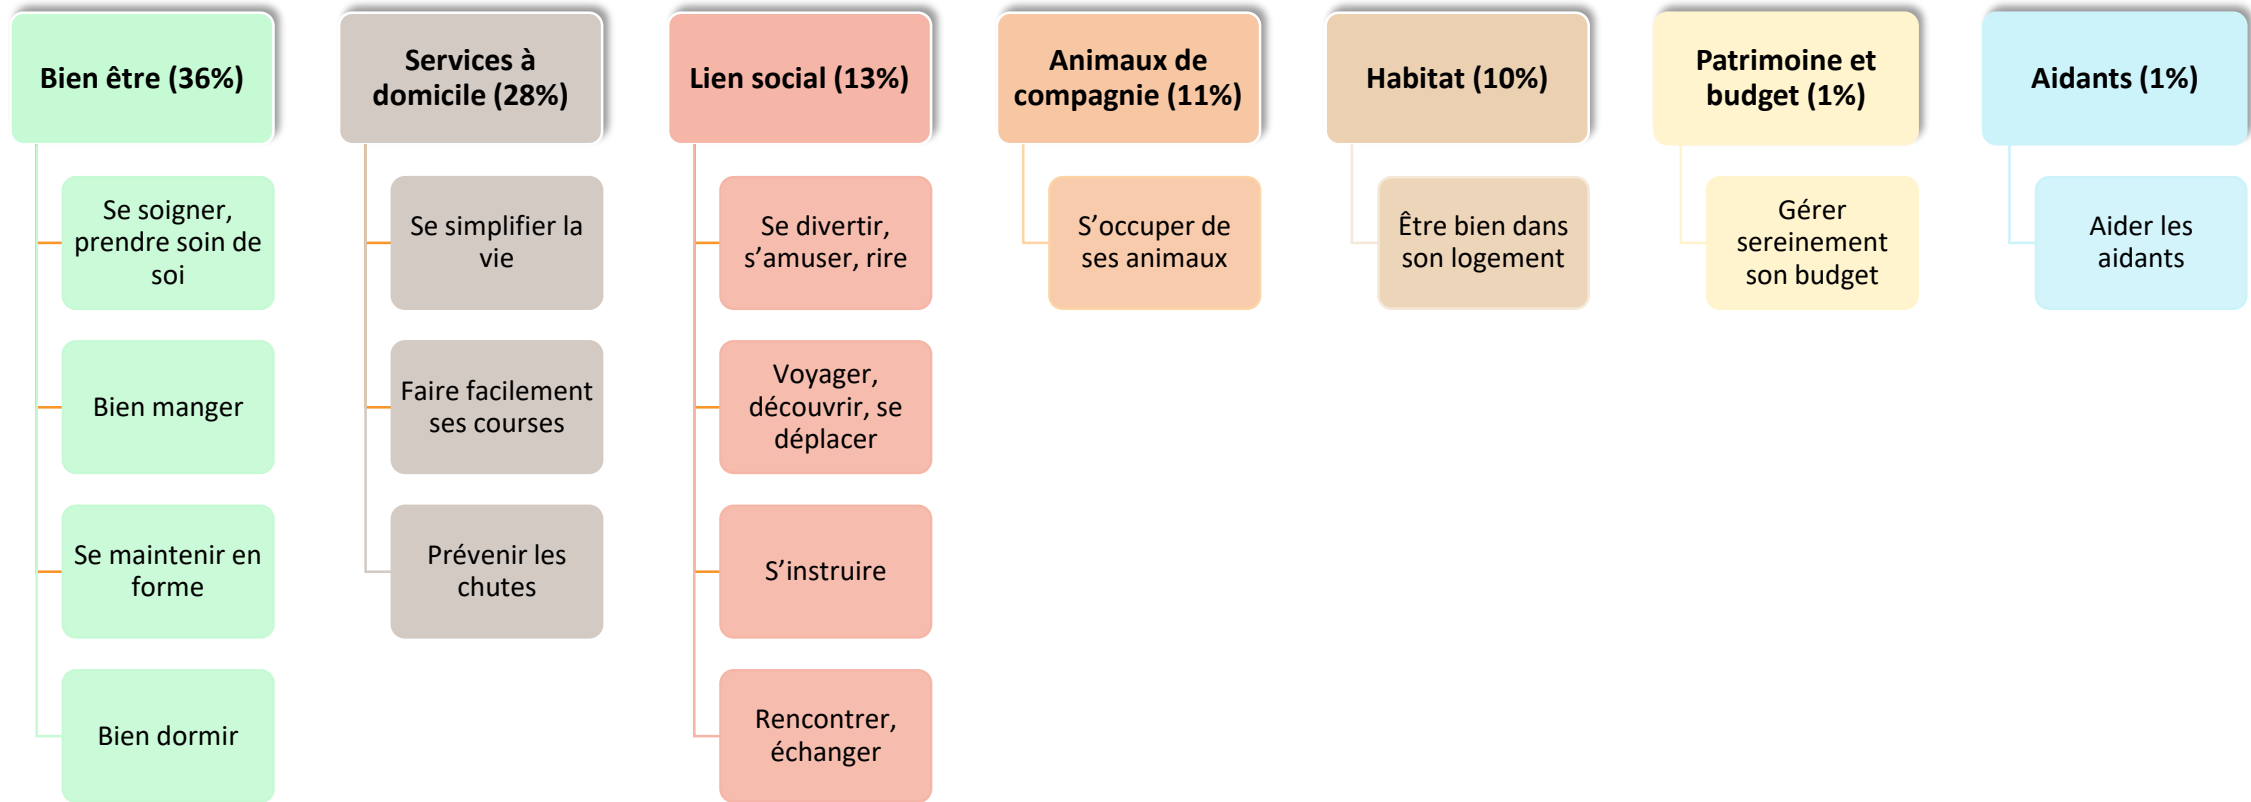 Bien être (36%)
Se soigner,
prendre soin de
soi
Bien manger
Se maintenir en
forme
Bien dormir
Services à
domicile (28%)
Se simplifier la
vie
Faire facilement
ses courses
Prévenir les
chutes
Lien social (13%)
Se divertir,
s’amuser, rire
Voyager,
découvrir, se
déplacer
S’instruire
Rencontrer,
échanger
Animaux de
compagnie (11%)
S’occuper de
ses animaux
Habitat (10%)
Être bien dans
son logement
Patrimoine et
budget (1%)
Gérer
sereinement
son budget
Aidants (1%)
Aider les
aidants